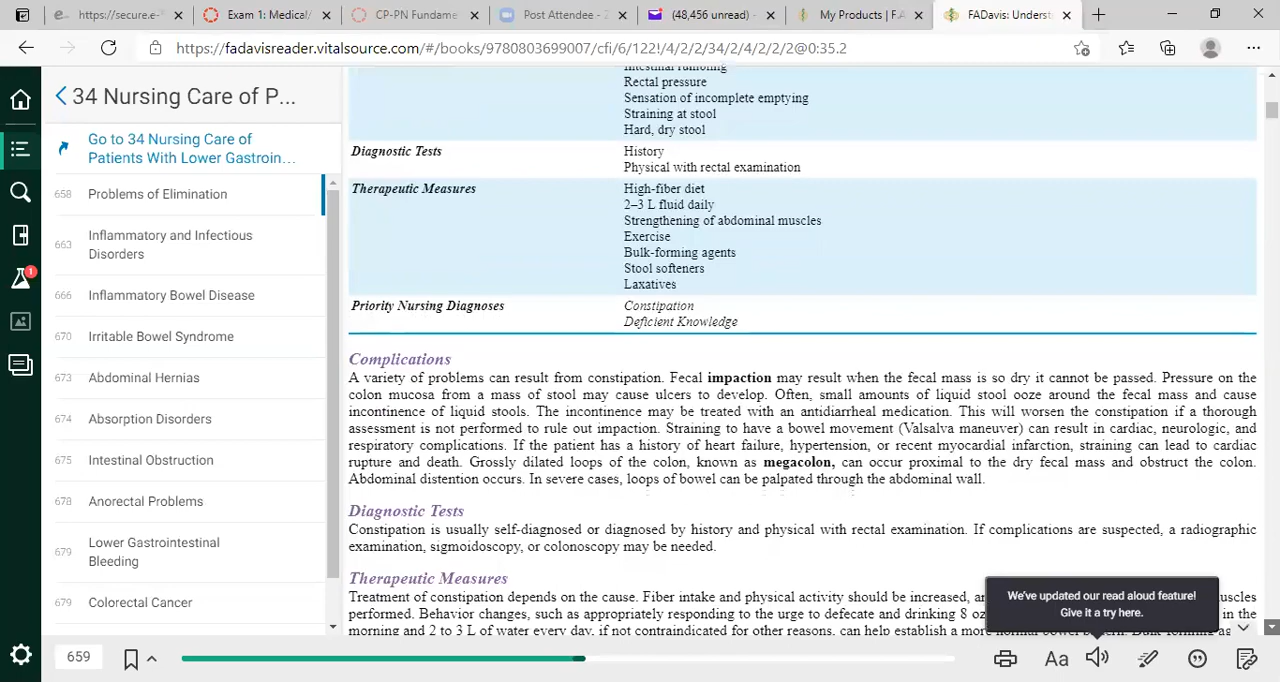 https://secure.e-
Exam 1: Medical/
CP-PN Fundame
Post Attendee - Z
(48,456 unread) -
My Products | F.A
FADavis: Underst
https://fadavisreader.vitalsource.com/#/books/9780803699007/cfi/6/122!/4/2/2/34/2/4/2/2/2@0:35.2
34 Nursing Care of P...
Go to 34 Nursing Care of
Patients With Lower Gastroin...
658 Problems of Elimination
663 Inflammatory and Infectious
Disorders
666 Inflammatory Bowel Disease
670 Irritable Bowel Syndrome
673 Abdominal Hernias
674 Absorption Disorders
675 Intestinal Obstruction
678 Anorectal Problems
679 Lower Gastrointestinal
Bleeding
679 Colorectal Cancer
1
Intestinal rumbling
Rectal pressure
Sensation of incomplete emptying
Straining at stool
Hard, dry stool
Diagnostic Tests History
Physical with rectal examination
Therapeutic Measures High-fiber diet
2–3 L fluid daily
Strengthening of abdominal muscles
Exercise
Bulk-forming agents
Stool softeners
Laxatives
Priority Nursing Diagnoses Constipation
Deficient Knowledge
Complications
A variety of problems can result from constipation. Fecal impaction may result when the fecal mass is so dry it cannot be passed. Pressure on the
colon mucosa from a mass of stool may cause ulcers to develop. Often, small amounts of liquid stool ooze around the fecal mass and cause
incontinence of liquid stools. The incontinence may be treated with an antidiarrheal medication. This will worsen the constipation if a thorough
assessment is not performed to rule out impaction. Straining to have a bowel movement (Valsalva maneuver) can result in cardiac, neurologic, and
respiratory complications. If the patient has a history of heart failure, hypertension, or recent myocardial infarction, straining can lead to cardiac
rupture and death. Grossly dilated loops of the colon, known as megacolon, can occur proximal to the dry fecal mass and obstruct the colon.
Abdominal distention occurs. In severe cases, loops of bowel can be palpated through the abdominal wall.
Diagnostic Tests
Constipation is usually self-diagnosed or diagnosed by history and physical with rectal examination. If complications are suspected, a radiographic
examination, sigmoidoscopy, or colonoscopy may be needed.
Therapeutic Measures
Treatment of constipation depends on the cause. Fiber intake and physical activity should be increased, an uscles
performed. Behavior changes, such as appropriately responding to the urge to defecate and drinking 8 oz in the
morning and 2 to 3 L of water every day, if not contraindicated for other reasons, can help establish a more normal bowel
We've updated our read aloud feature!
Give it a try here.
659
Aa